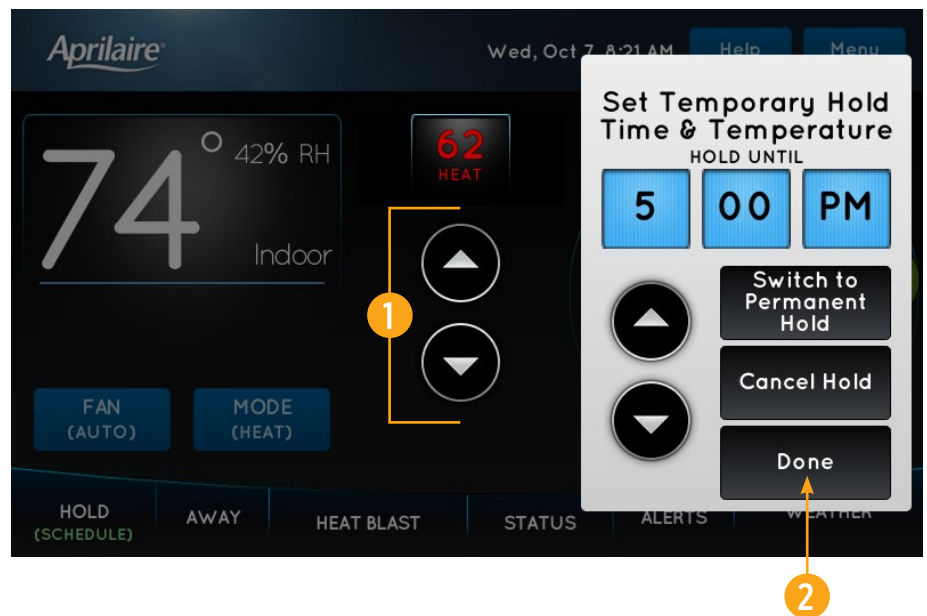 Aprilaire®
Wed, Oct 7, 8:21 AM
Help
Menu
74°
42% RH
Indoor
62
HEAT
1
FAN
(AUTO)
MODE
(HEAT)
Set Temporary Hold
Time & Temperature
HOLD UNTIL
5 00 PM
Switch to
Permanent
Hold
Cancel Hold
Done
HOLD
(SCHEDULE)
AWAY
HEAT BLAST
STATUS
ALERTS
WEATHER
2